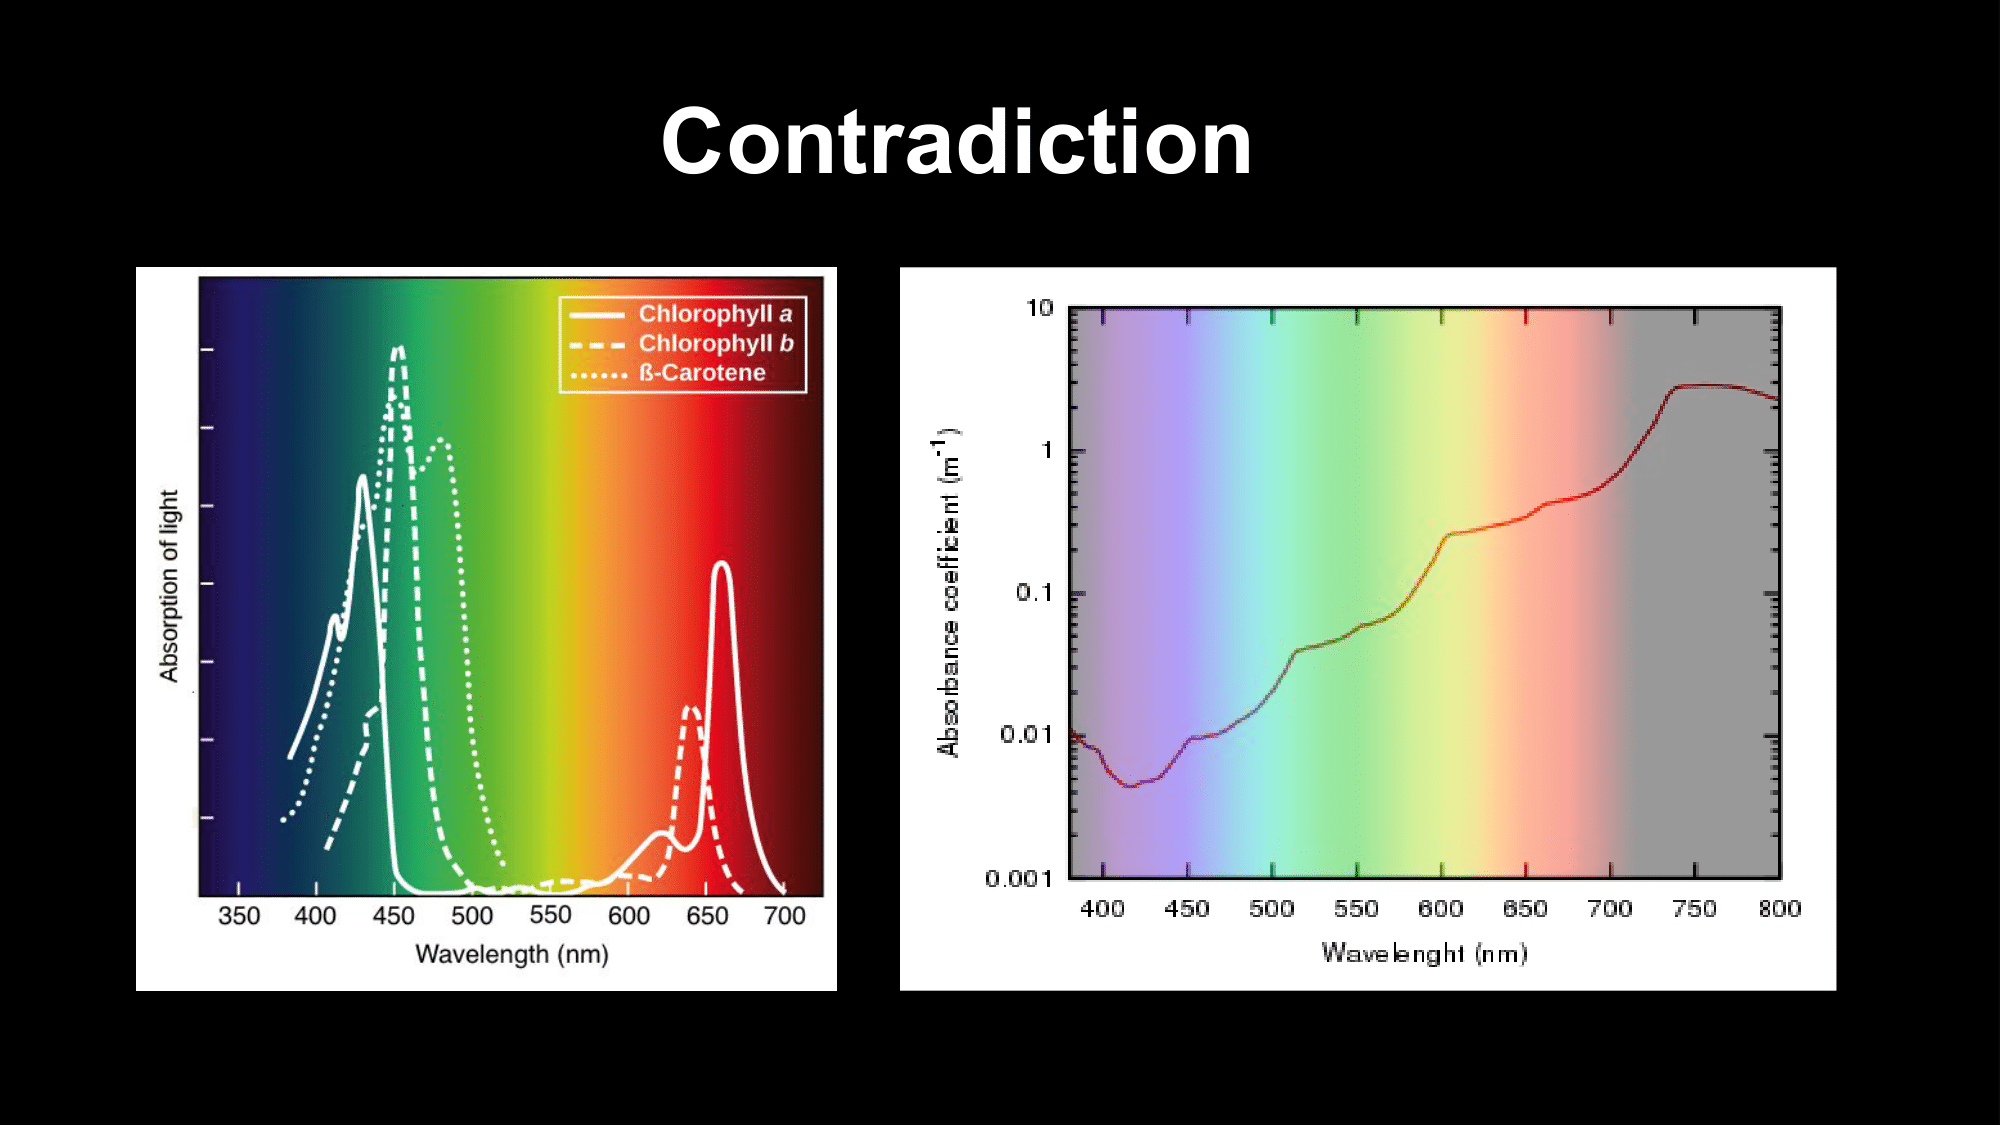 Contradiction
Chlorophyll a
Chlorophyll b
ß-Carotene
Absorption of light
350 400 450 500 550 600 650 700
Wavelength (nm)
10
1
0.1
0.01
0.001
Absorbance coefficient (m-1)
400 450 500 550 600 650 700 750 800
Wavelenght (nm)